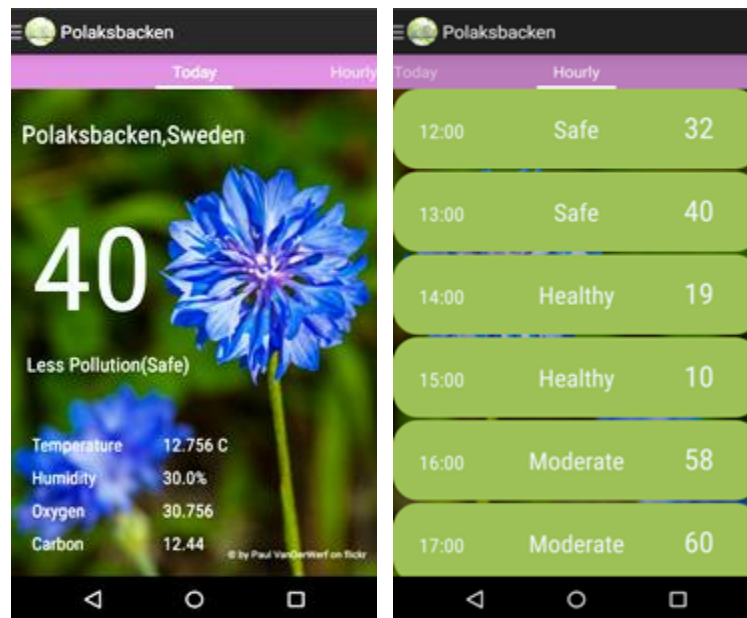 Polaksbacken
Today Hourly
Polaksbacken,Sweden
40
Less Pollution(Safe)
Temperature 12.756 C
Humidity 30.0%
Oxygen 30.756
Carbon 12.44
© by Paul VanDerWerf on flickr
Polaksbacken
Today Hourly
12:00 Safe 32
13:00 Safe 40
14:00 Healthy 19
15:00 Healthy 10
16:00 Moderate 58
17:00 Moderate 60